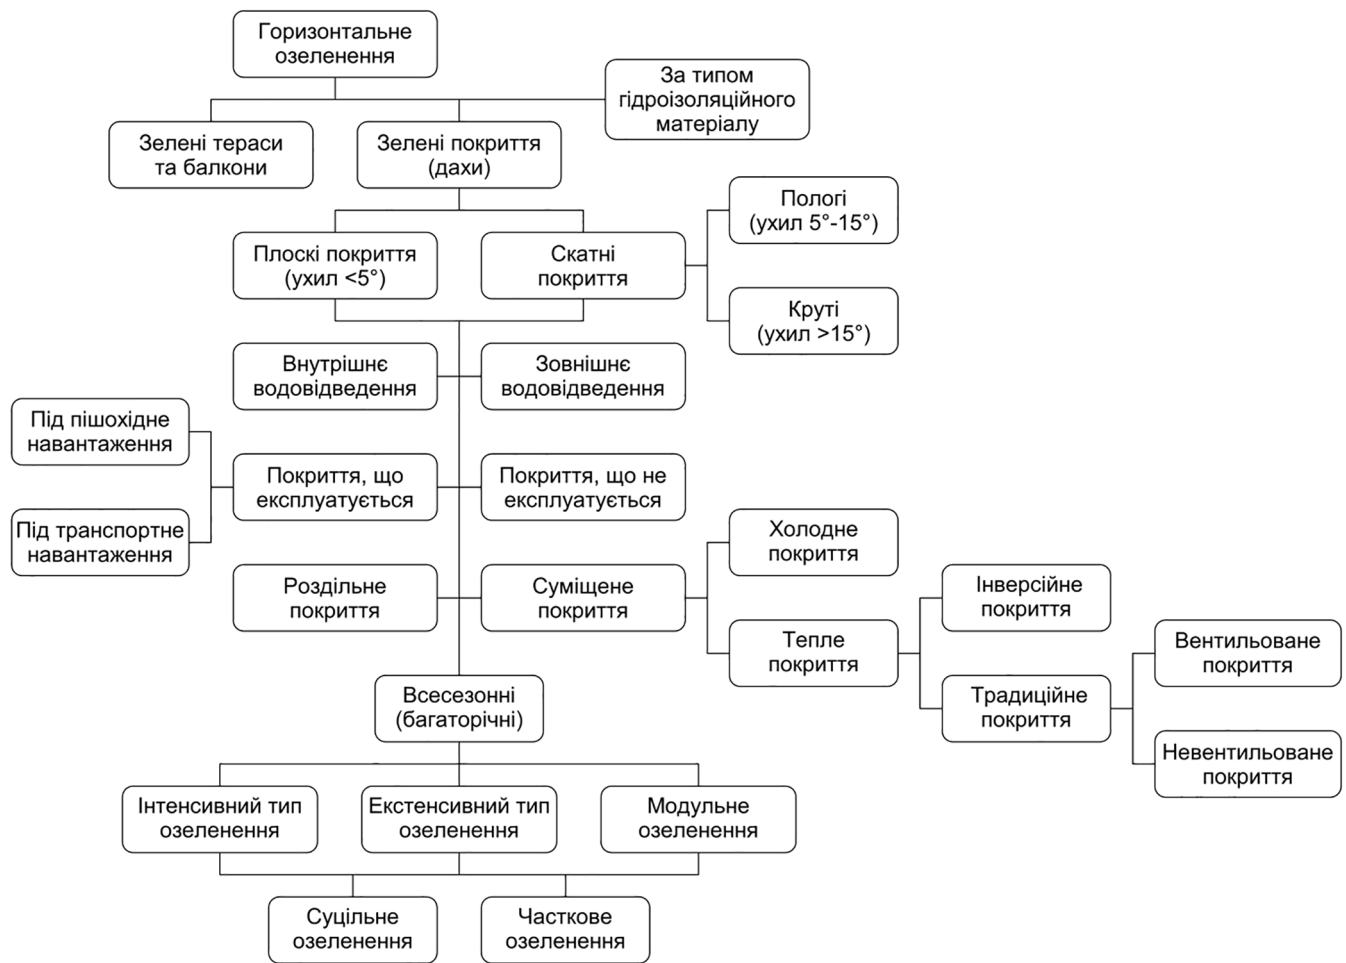 Горизонтальне
озеленення
За типом
гідроізоляційного
матеріалу
Зелені тераси
та балкони
Зелені покриття
(дахи)
Пологі
(ухил 5°-15°)
Плоскі покриття
(ухил <5°)
Скатні
покриття
Круті
(ухил >15°)
Внутрішнє
водовідведення
Зовнішнє
водовідведення
Під пішохідне
навантаження
Покриття, що
експлуатується
Покриття, що не
експлуатується
Під транспортне
навантаження
Холодне
покриття
Роздільне
покриття
Суміщене
покриття
Інверсійне
покриття
Тепле
покриття
Вентильоване
покриття
Всесезонні
(багаторічні)
Традиційне
покриття
Невентильоване
покриття
Інтенсивний тип
озеленення
Екстенсивний тип
озеленення
Модульне
озеленення
Суцільне
озеленення
Часткове
озеленення